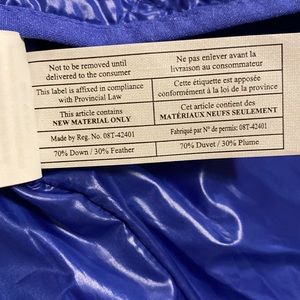 Not to be removed until
delivered to the consumer
Ne pas enlever avant la
livraison au consommateur
This label is affixed in compliance
with Provincial Law
Cette étiquette est apposée
conformément à la loi de la province
This article contains
NEW MATERIAL ONLY
Cet article contient des
MATÉRIAUX NEUFS SEULEMENT
Made by Reg. No. 08T-42401
Fabriqué par N° de permis: 08T-42401
70% Down / 30% Feather
70% Duvet / 30% Plume